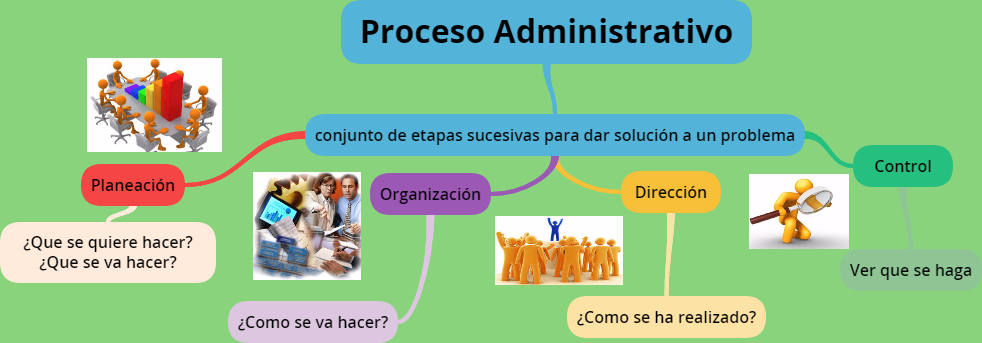 Proceso Administrativo
conjunto de etapas sucesivas para dar solución a un problema
Planeación
¿Que se quiere hacer?
¿Que se va hacer?
Organización
¿Como se va hacer?
Dirección
¿Como se ha realizado?
Control
Ver que se haga